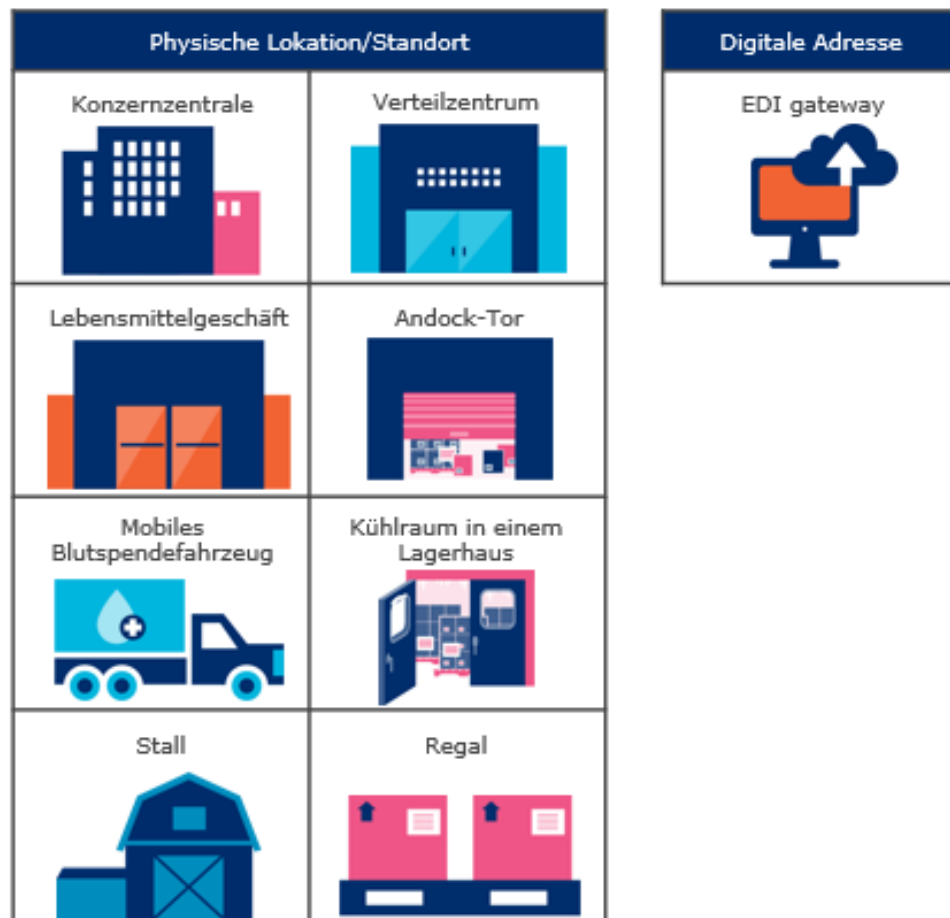 Physische Lokation/Standort
Digitale Adresse
Konzernzentrale
Verteilzentrum
EDI gateway
Lebensmittelgeschäft
Andock-Tor
Mobiles
Blutspendefahrzeug
Kühlraum in einem
Lagerhaus
Stall
Regal